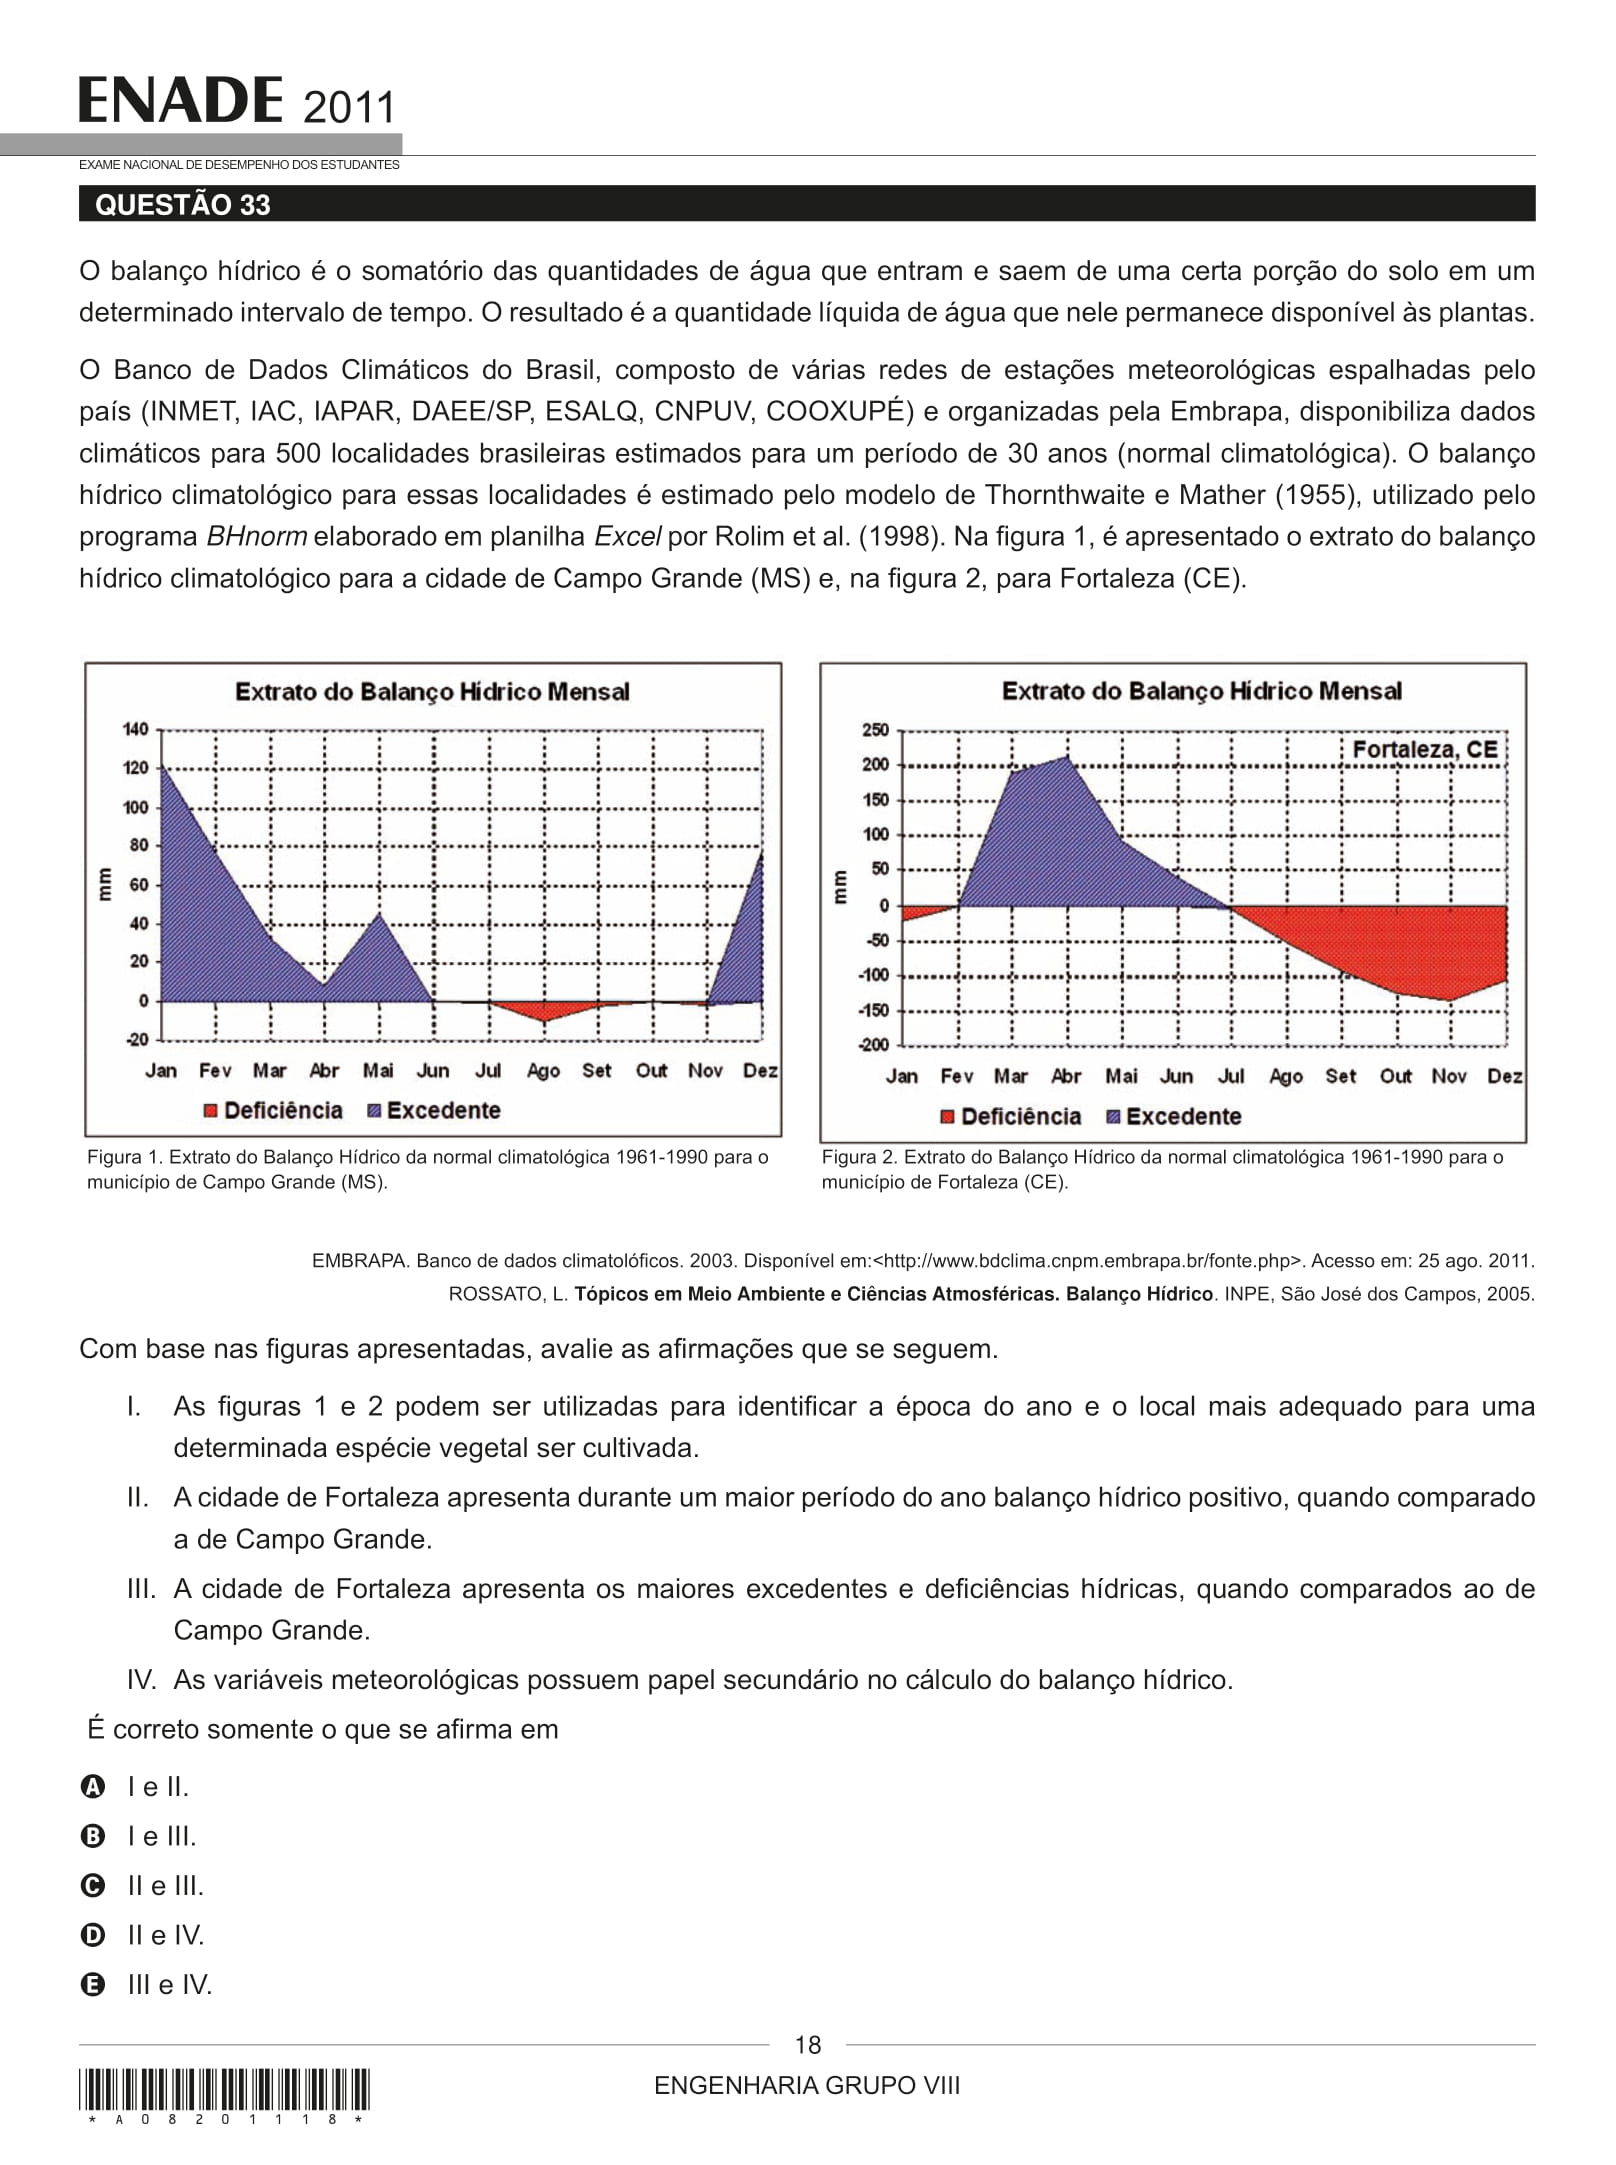 ENADE 2011
EXAME NACIONAL DE DESEMPENHO DOS ESTUDANTES
QUESTÃO 33
O balanço hídrico é o somatório das quantidades de água que entram e saem de uma certa porção do solo em um
determinado intervalo de tempo. O resultado é a quantidade líquida de água que nele permanece disponível às plantas.
O Banco de Dados Climáticos do Brasil, composto de várias redes de estações meteorológicas espalhadas pelo
país (INMET, IAC, IAPAR, DAEE/SP, ESALQ, CNPUV, COOXUPÉ) e organizadas pela Embrapa, disponibiliza dados
climáticos para 500 localidades brasileiras estimados para um período de 30 anos (normal climatológica). O balanço
hídrico climatológico para essas localidades é estimado pelo modelo de Thornthwaite e Mather (1955), utilizado pelo
programa BHnorm elaborado em planilha Excel por Rolim et al. (1998). Na figura 1, é apresentado o extrato do balanço
hídrico climatológico para a cidade de Campo Grande (MS) e, na figura 2, para Fortaleza (CE).
Extrato do Balanço Hídrico Mensal
140
120
100
80
60
40
20
0
-20
mm
Jan Fev Mar Abr Mai Jun Jul Ago Set Out Nov Dez
Deficiência Excedente
Figura 1. Extrato do Balanço Hídrico da normal climatológica 1961-1990 para o
município de Campo Grande (MS).
Extrato do Balanço Hídrico Mensal
Fortaleza, CE
250
200
150
100
50
0
-50
-100
-150
-200
mm
Jan Fev Mar Abr Mai Jun Jul Ago Set Out Nov Dez
Deficiência Excedente
Figura 2. Extrato do Balanço Hídrico da normal climatológica 1961-1990 para o
município de Fortaleza (CE).
EMBRAPA. Banco de dados climatolóficos. 2003. Disponível em:<http://www.bdclima.cnpm.embrapa.br/fonte.php>. Acesso em: 25 ago. 2011.
ROSSATO, L. Tópicos em Meio Ambiente e Ciências Atmosféricas. Balanço Hídrico. INPE, São José dos Campos, 2005.
Com base nas figuras apresentadas, avalie as afirmações que se seguem.
I. As figuras 1 e 2 podem ser utilizadas para identificar a época do ano e o local mais adequado para uma
determinada espécie vegetal ser cultivada.
II. A cidade de Fortaleza apresenta durante um maior período do ano balanço hídrico positivo, quando comparado
a de Campo Grande.
III. A cidade de Fortaleza apresenta os maiores excedentes e deficiências hídricas, quando comparados ao de
Campo Grande.
IV. As variáveis meteorológicas possuem papel secundário no cálculo do balanço hídrico.
É correto somente o que se afirma em
A I e II.
B I e III.
C II e III.
D II e IV.
E III e IV.
18
ENGENHARIA GRUPO VIII
* A 0 8 2 0 1 1 1 8 *